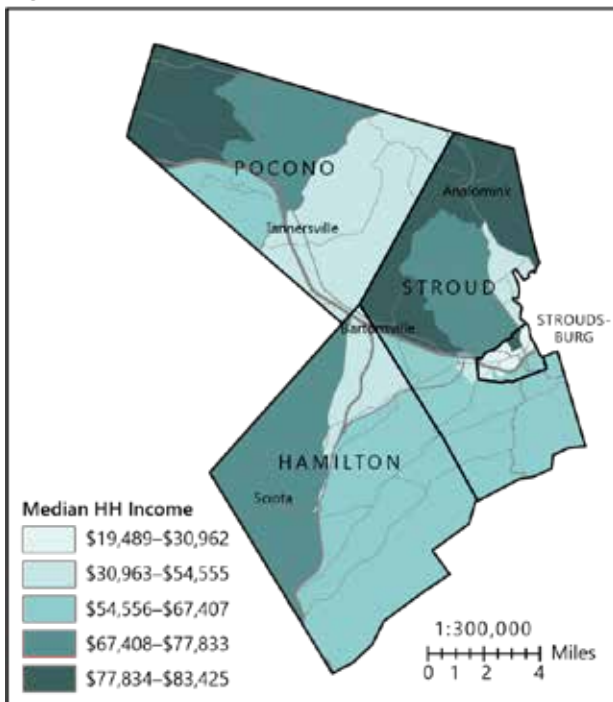 POCONO
Analomink
Tannersville
STROUD
STROUDS-
BURG
Bartonsville
HAMILTON
Sciota
Median HH Income
$19,489–$30,962
$30,963–$54,555
$54,556–$67,407
$67,408–$77,833
$77,834–$83,425
1:300,000
Miles
0 1 2 4